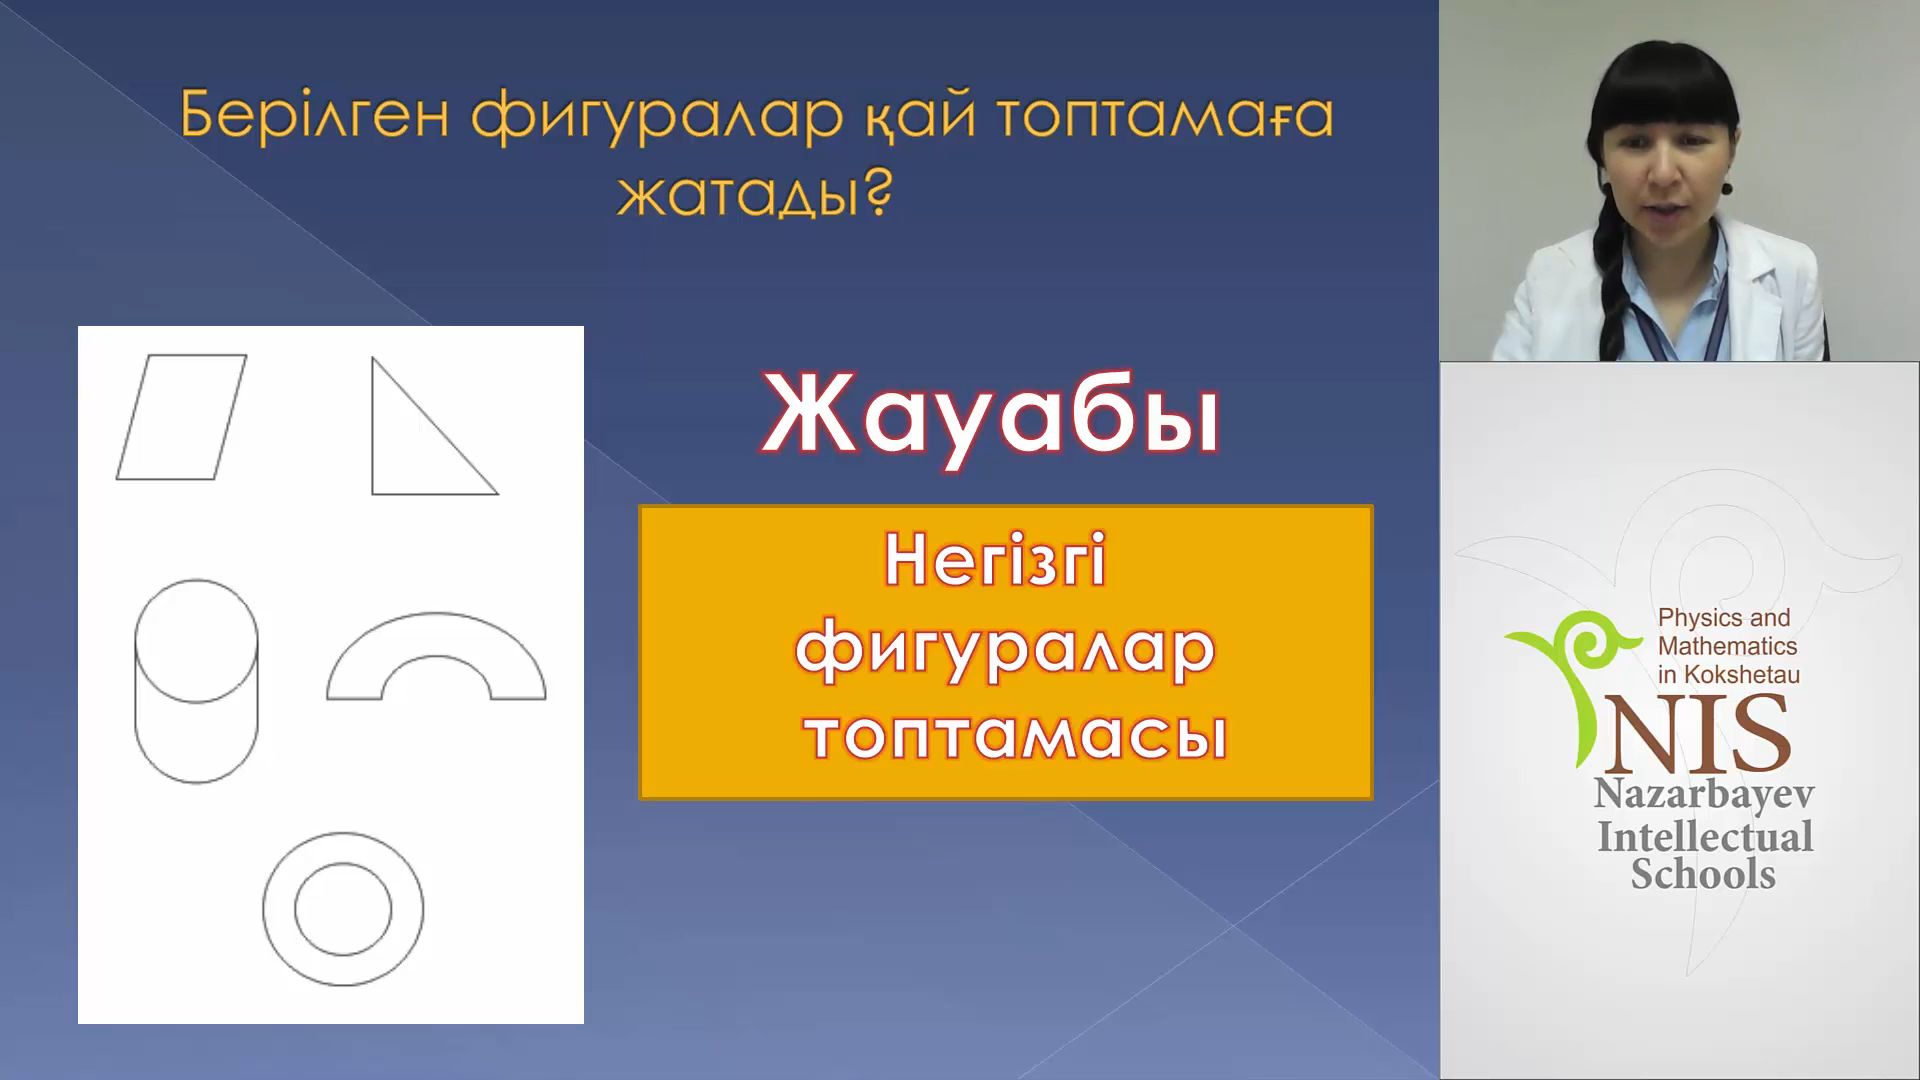 Берілген фигуралар қай топтамаға
жатады?
Жауабы
Негізгі
фигуралар
топтамасы
Physics and
Mathematics
in Kokshetau
NIS
Nazarbayev
Intellectual
Schools